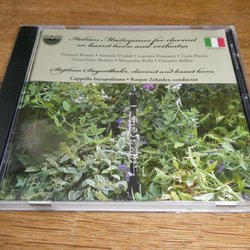 Italian Masterpieces for clarinet
or basset horn and orchestra
Ferruccio Busoni • Antonio Vivaldi • Gaetano Donizetti • Carlo Pessler
Gioacchino Rossini • Alessandro Rolla • Vincenzo Bellini
Stephan Siegenthaler, clarinet and basset horn
Cappella Istropolitana • Kaspar Zehnder, conductor